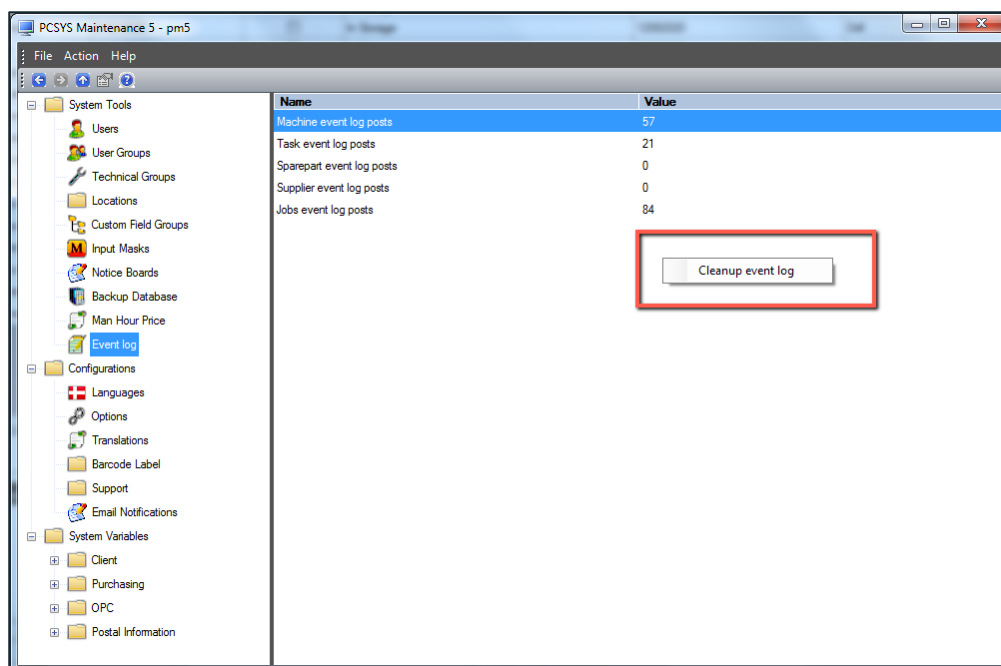 PCSYS Maintenance 5 - pm5
File Action Help
System Tools
Users
User Groups
Technical Groups
Locations
Custom Field Groups
Input Masks
Notice Boards
Backup Database
Man Hour Price
Event log
Configurations
Languages
Options
Translations
Barcode Label
Support
Email Notifications
System Variables
Client
Purchasing
OPC
Postal Information
Name Value
Machine event log posts 57
Task event log posts 21
Sparepart event log posts 0
Supplier event log posts 0
Jobs event log posts 84
Cleanup event log